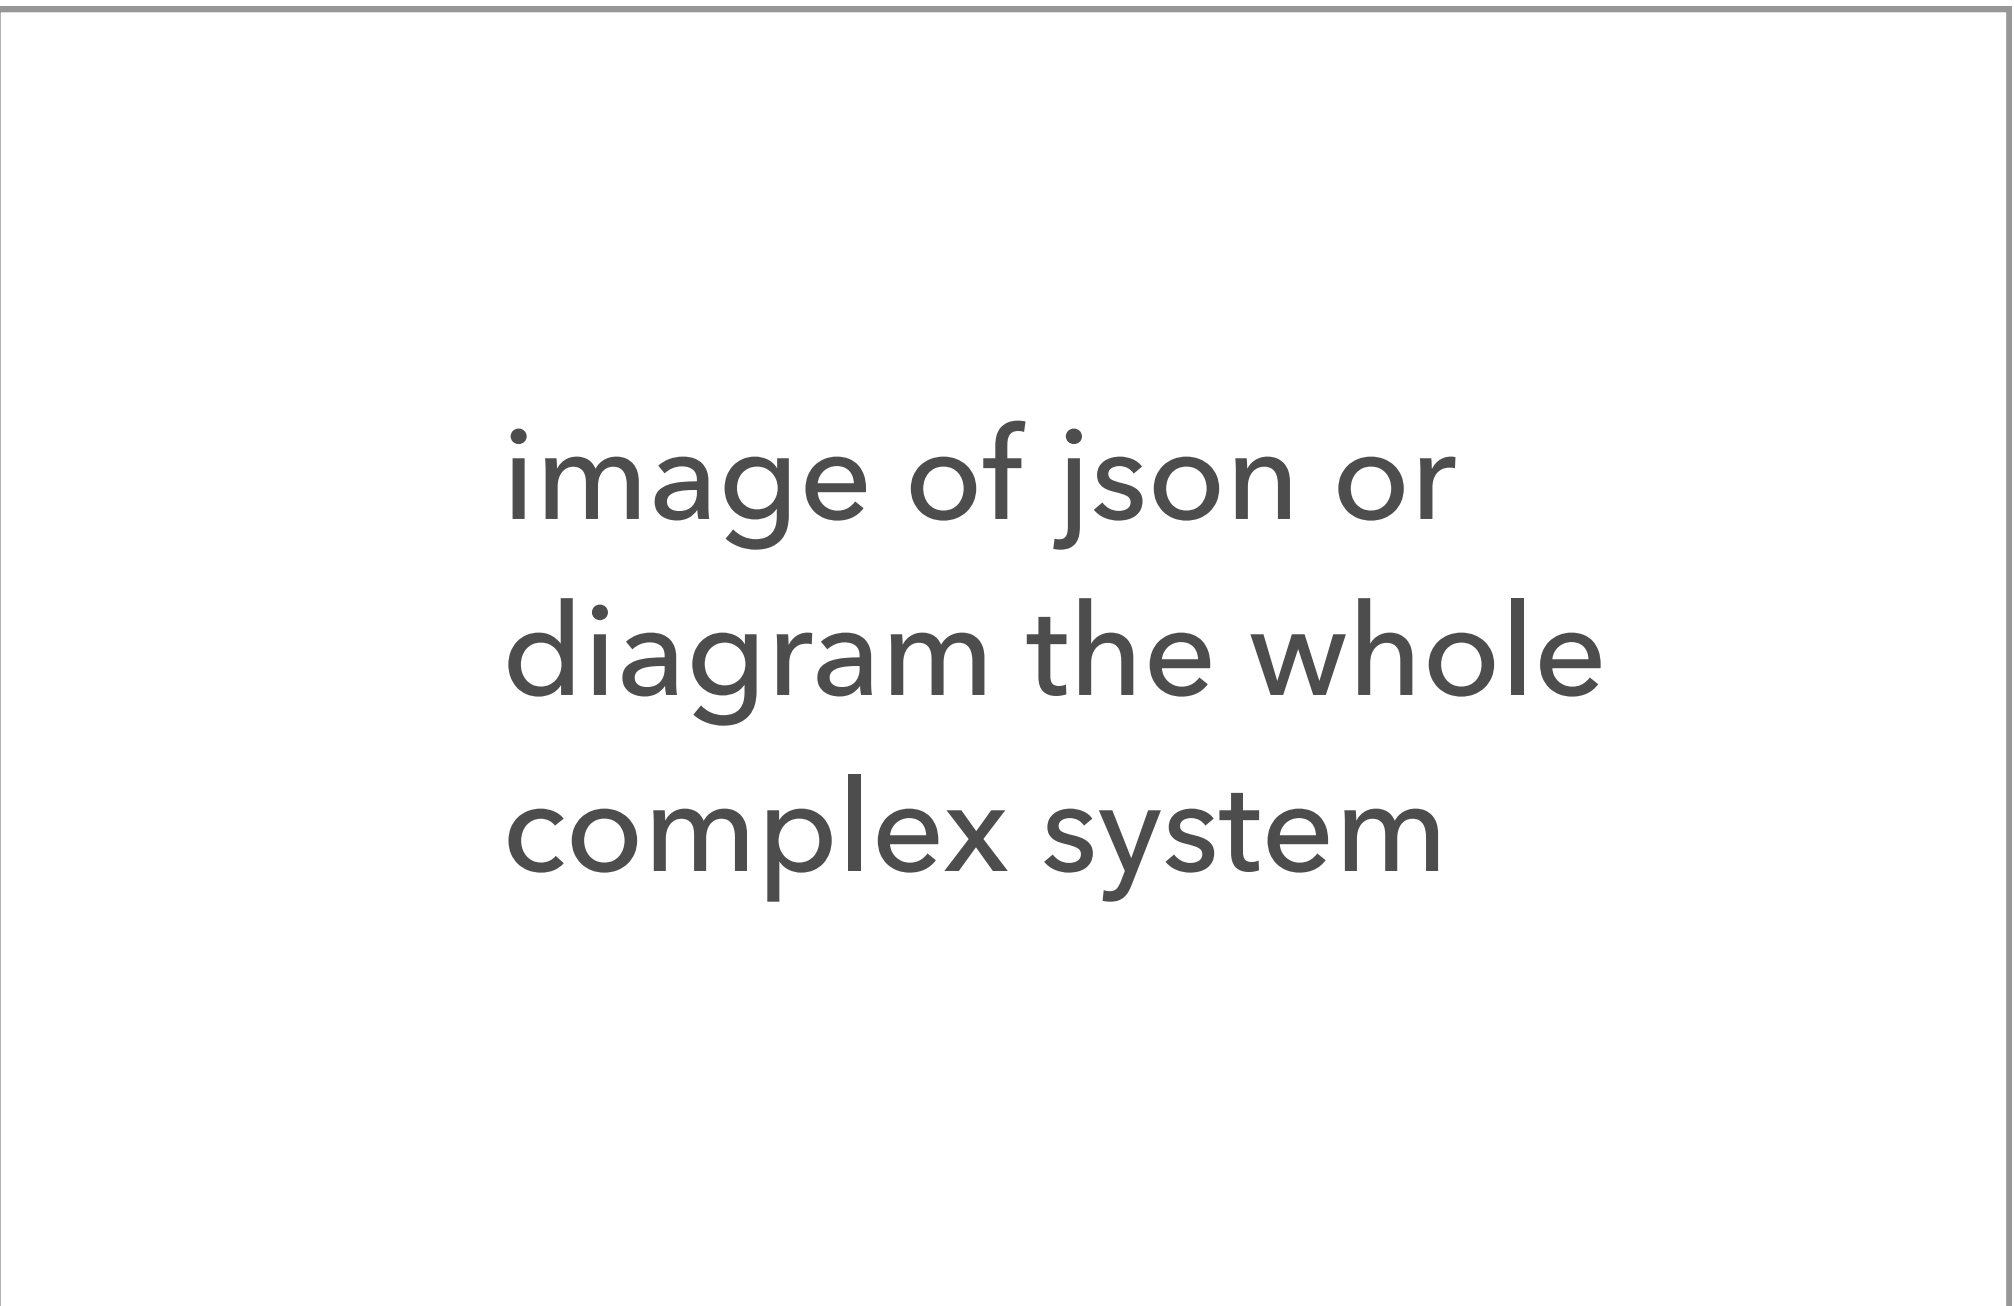 image of json or
diagram the whole
complex system